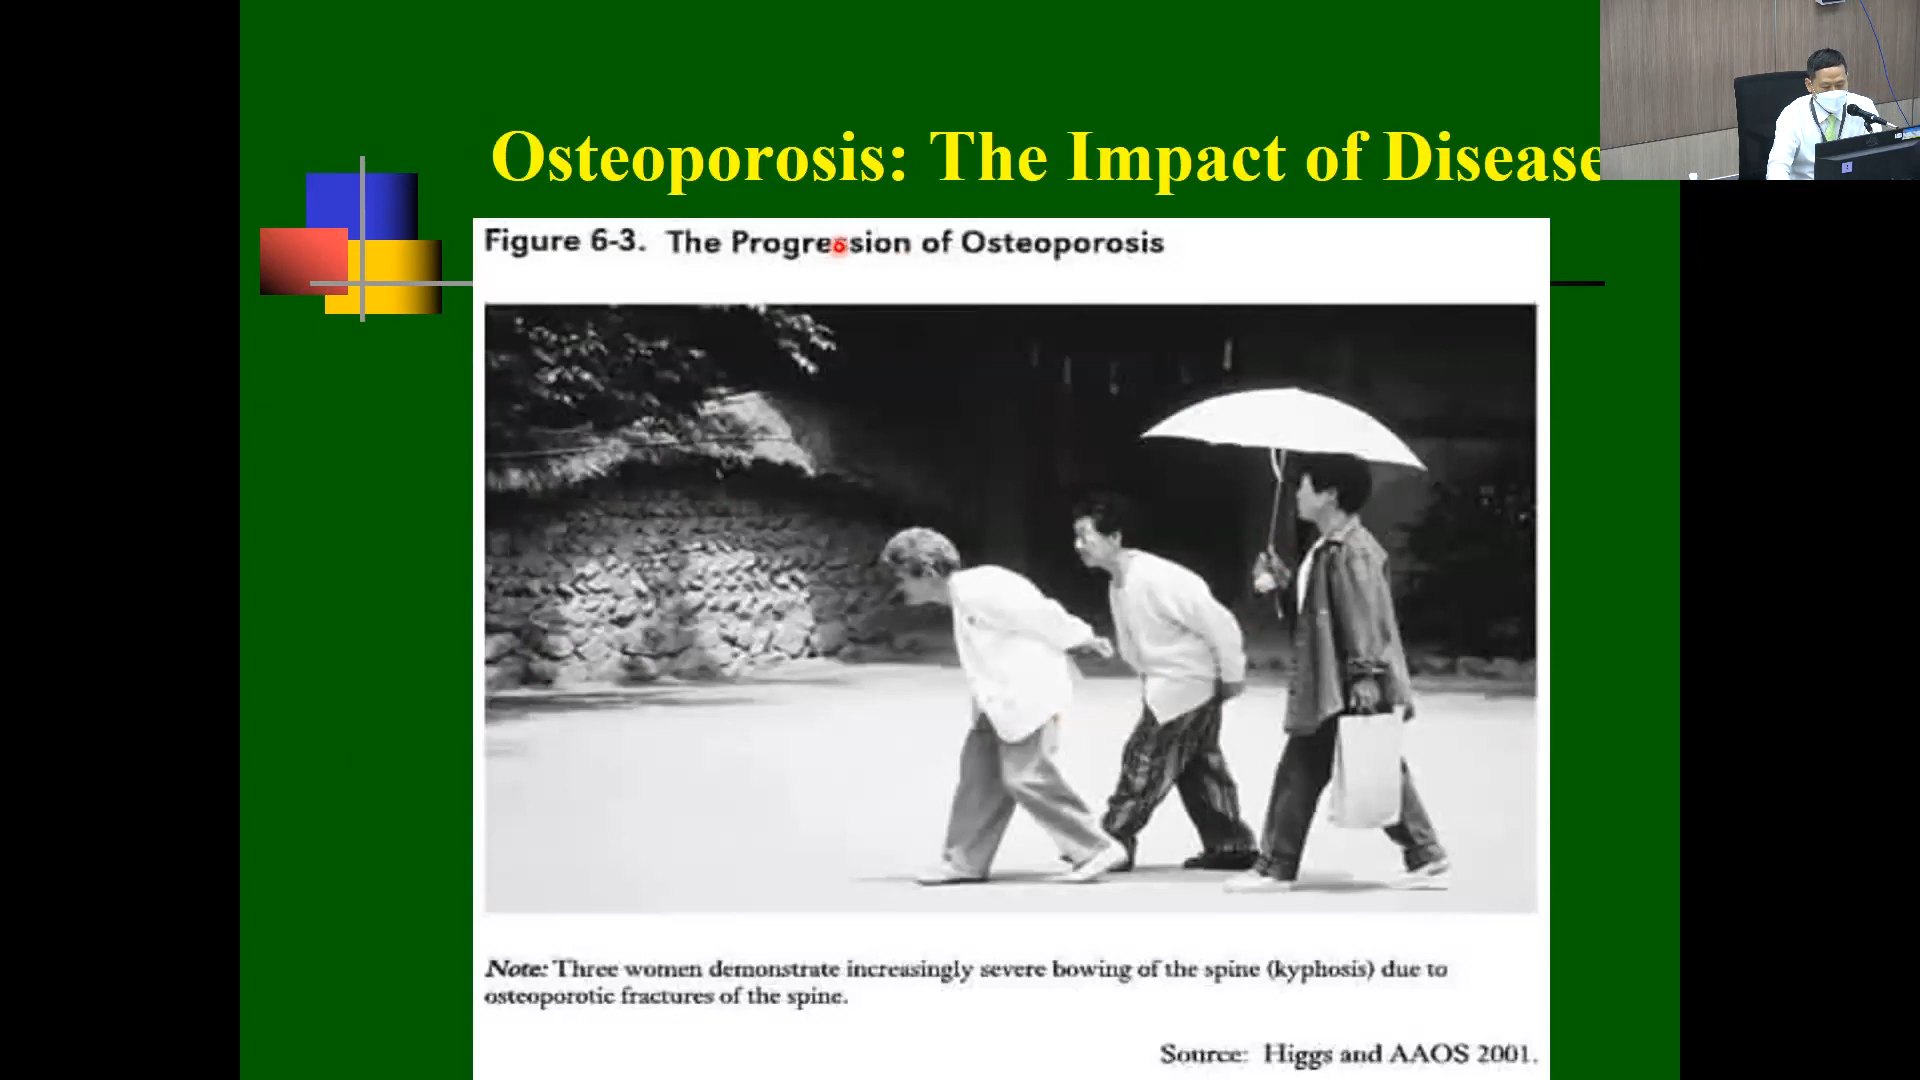 Osteoporosis: The Impact of Disease
Figure 6-3. The Progression of Osteoporosis
Note: Three women demonstrate increasingly severe bowing of the spine (kyphosis) due to
osteoporotic fractures of the spine.
Source: Higgs and AAOS 2001.